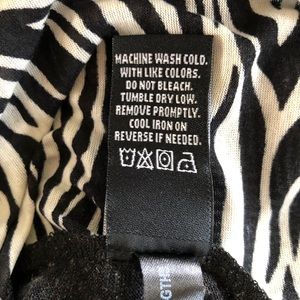 MACHINE WASH COLD.
WITH LIKE COLORS.
DO NOT BLEACH.
TUMBLE DRY LOW.
REMOVE PROMPTLY.
COOL IRON ON
REVERSE IF NEEDED.